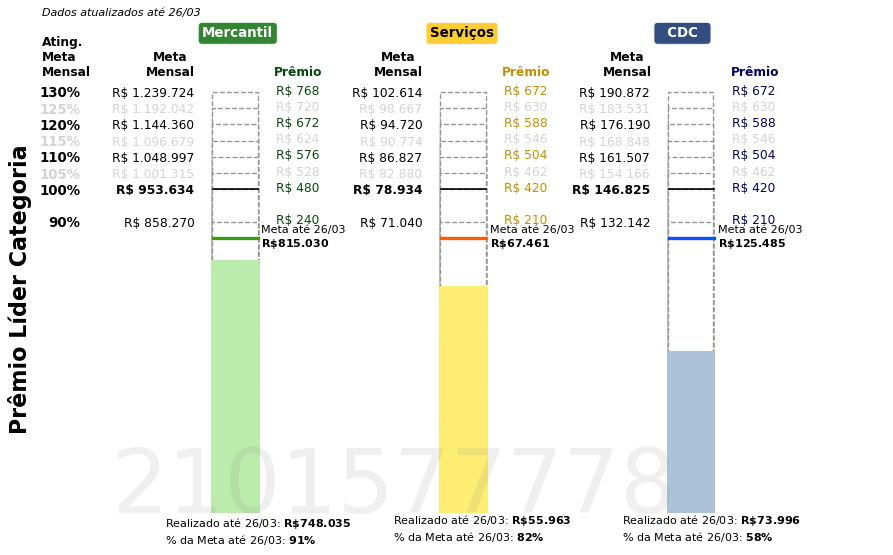 Dados atualizados até 26/03
Mercantil
Serviços
CDC
Ating.
Meta
Mensal
Meta
Mensal
Prêmio
Meta
Mensal
Prêmio
Meta
Mensal
Prêmio
130% R$ 1.239.724 R$ 768 R$ 102.614 R$ 672 R$ 190.872 R$ 672
125% R$ 1.192.042 R$ 720 R$ 98.667 R$ 630 R$ 183.531 R$ 630
120% R$ 1.144.360 R$ 672 R$ 94.720 R$ 588 R$ 176.190 R$ 588
115% R$ 1.096.679 R$ 624 R$ 90.774 R$ 546 R$ 168.848 R$ 546
110% R$ 1.048.997 R$ 576 R$ 86.827 R$ 504 R$ 161.507 R$ 504
105% R$ 1.001.315 R$ 528 R$ 82.880 R$ 462 R$ 154.166 R$ 462
100% R$ 953.634 R$ 480 R$ 78.934 R$ 420 R$ 146.825 R$ 420
90% R$ 858.270 R$ 240 R$ 71.040 R$ 210 R$ 132.142 R$ 210
Meta até 26/03
R$815.030
Meta até 26/03
R$67.461
Meta até 26/03
R$125.485
Prêmio Líder Categoria
2101577778
Realizado até 26/03: R$748.035
% da Meta até 26/03: 91%
Realizado até 26/03: R$55.963
% da Meta até 26/03: 82%
Realizado até 26/03: R$73.996
% da Meta até 26/03: 58%